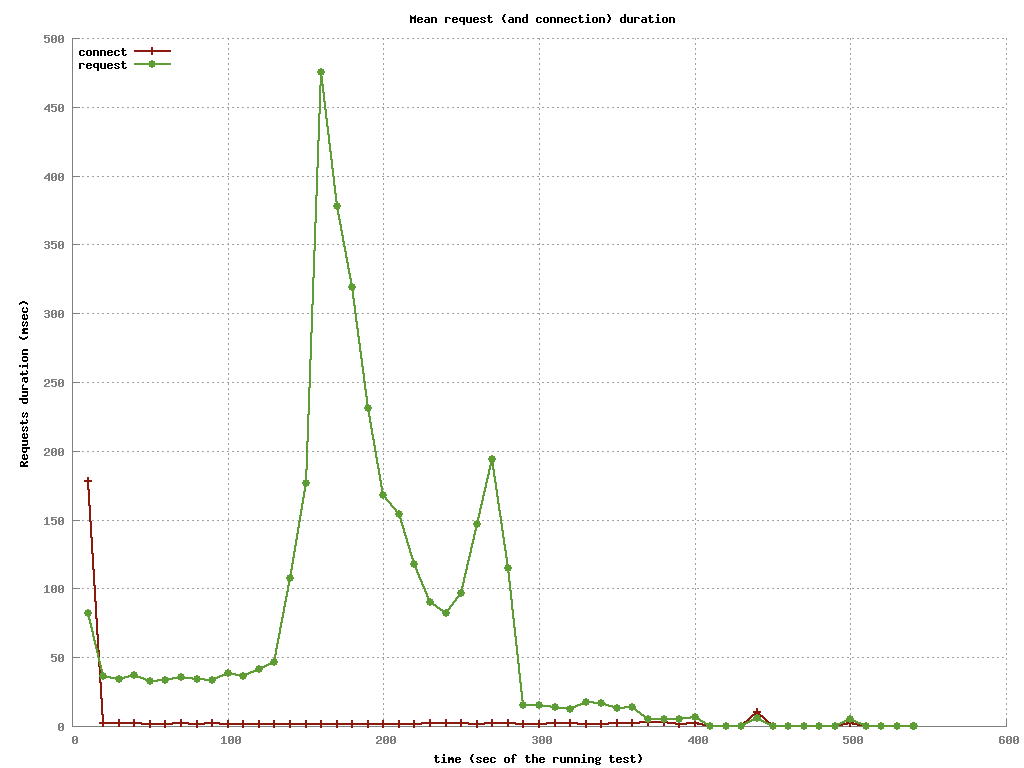 Mean request (and connection) duration
connect
request
500
450
400
350
300
250
200
150
100
50
0
Requests duration (msec)
0 100 200 300 400 500 600
time (sec of the running test)